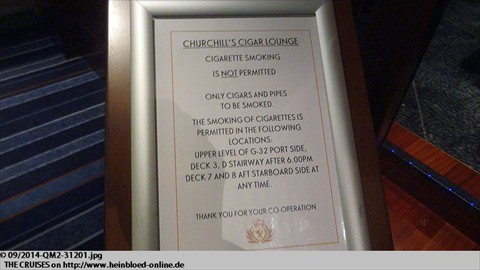 CHURCHILL'S CIGAR LOUNGE
CIGARETTE SMOKING
IS NOT PERMITTED
ONLY CIGARS AND PIPES
TO BE SMOKED.
THE SMOKING OF CIGARETTES IS
PERMITTED IN THE FOLLOWING
LOCATIONS:
UPPER LEVEL OF G-32 PORT SIDE,
DECK 3, D STAIRWAY AFTER 6.00PM
DECK 7 AND 8 AFT STARBOARD SIDE AT
ANY TIME.
THANK YOU FOR YOUR CO-OPERATION
© 09/2014-QM2-31201.jpg
THE CRUISES on http://www.heinbloed-online.de